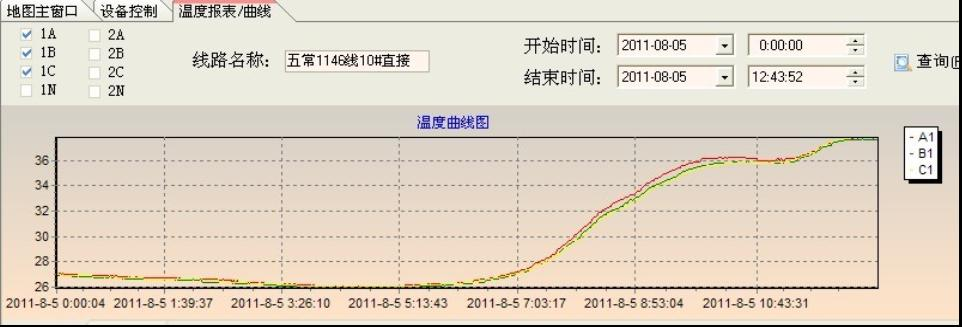 地图主窗口 设备控制 温度报表/曲线
1A 2A
1B 2B
1C 2C
1N 2N
线路名称: 五常1146线10#直接
开始时间: 2011-08-05 0:00:00
结束时间: 2011-08-05 12:43:52
查询(
温度曲线图
A1
B1
C1
36
34
32
30
28
26
2011-8-5 0:00:04 2011-8-5 1:39:37 2011-8-5 3:26:10 2011-8-5 5:13:43 2011-8-5 7:03:17 2011-8-5 8:53:04 2011-8-5 10:43:31